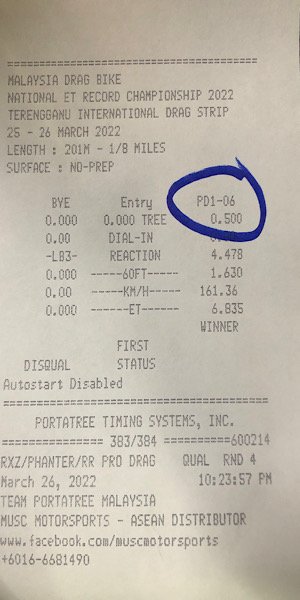 ==================================
MALAYSIA DRAG BIKE
NATIONAL ET RECORD CHAMPIONSHIP 2022
TERENGGANU INTERNATIONAL DRAG STRIP
25 - 26 MARCH 2022
LENGTH : 201M - 1/8 MILES
SURFACE : NO-PREP
BYE Entry PD1-06
0.000 0.000 TREE 0.500
0.00 DIAL-IN
-LB3- REACTION 4.478
0.000 -----60FT----- 1.630
0.00 -----KM/H----- 161.36
0.000 ------ET------ 6.835
WINNER
FIRST
DISQUAL STATUS
Autostart Disabled
==================================
PORTATREE TIMING SYSTEMS, INC.
============== 383/384 ==========600214
RXZ/PHANTER/RR PRO DRAG QUAL RND 4
March 26, 2022 10:23:57 PM
TEAM PORTATREE MALAYSIA
MUSC MOTORSPORTS - ASEAN DISTRIBUTOR
www.facebook.com/muscmotorsports
+6016-6681490